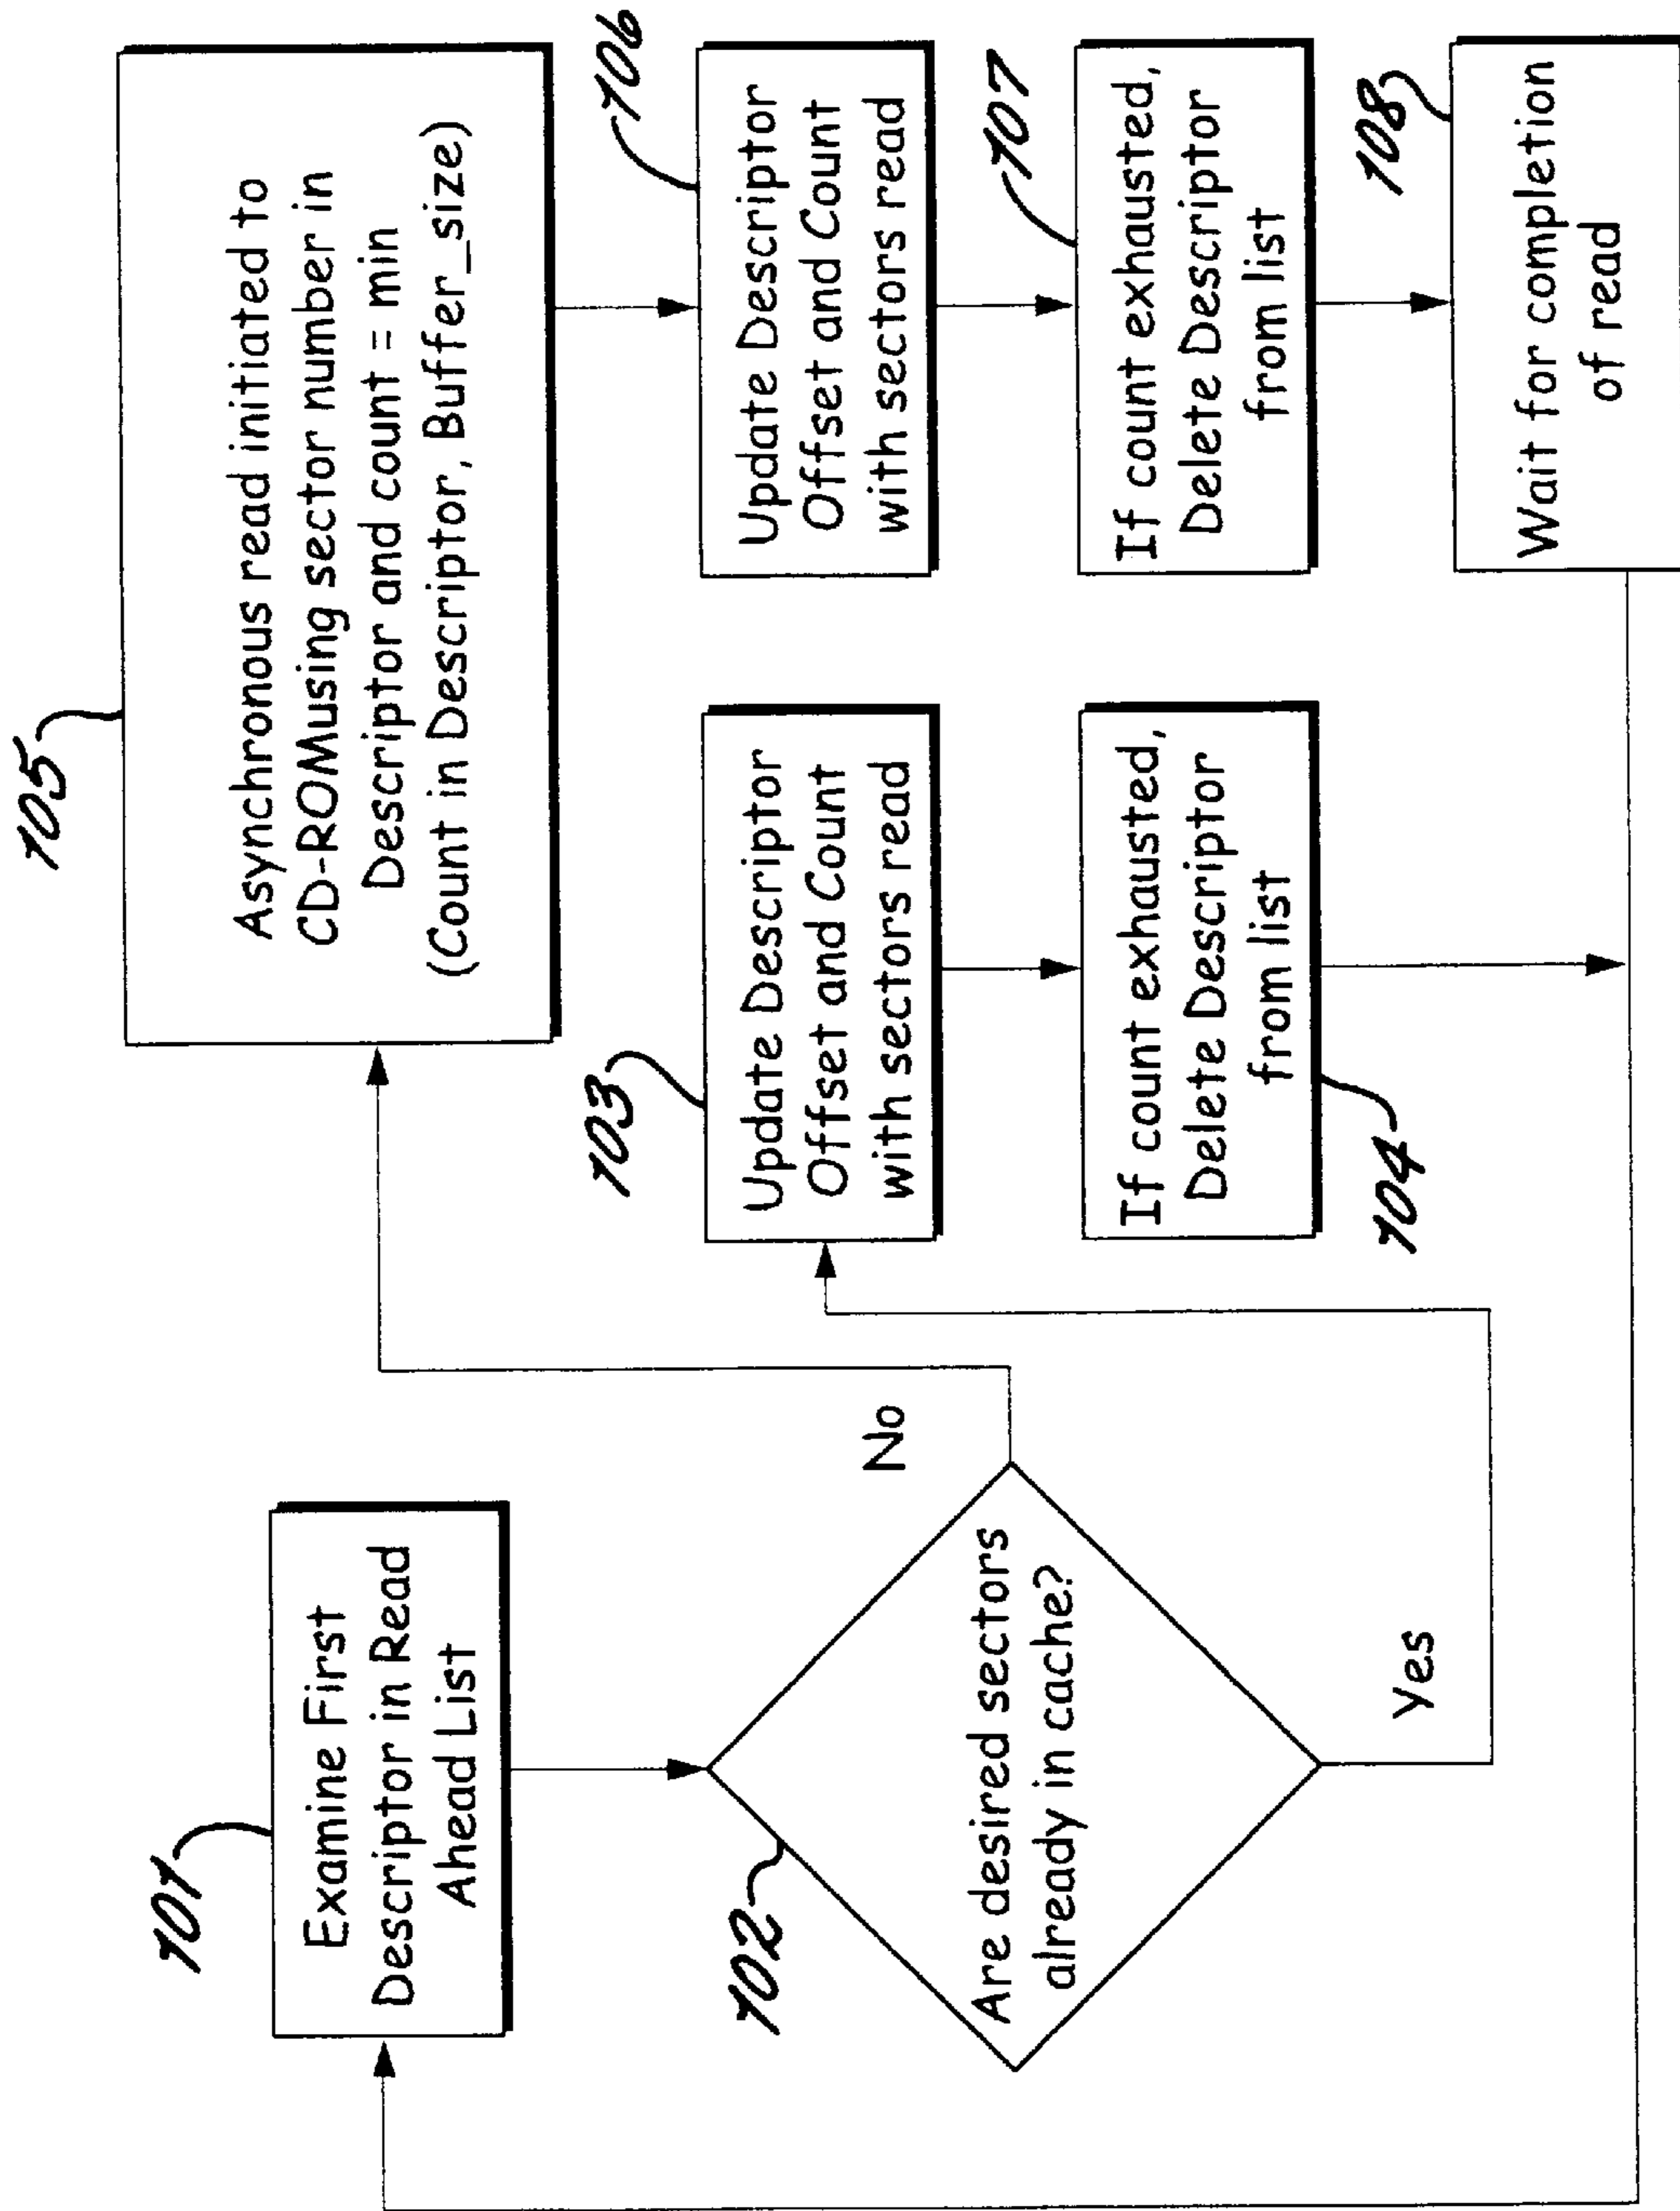 101
Examine First
Descriptor in Read
Ahead List
102
Are desired sectors
already in cache?
No
Yes
103
Update Descriptor
Offset and Count
with sectors read
If count exhausted,
Delete Descriptor
from list
104
105
Asynchronous read initiated to
CD-ROMusing sector number in
Descriptor and count = min
(Count in Descriptor, Buffer_size)
106
Update Descriptor
Offset and Count
with sectors read
107
If count exhausted,
Delete Descriptor
from list
108
Wait for completion
of read